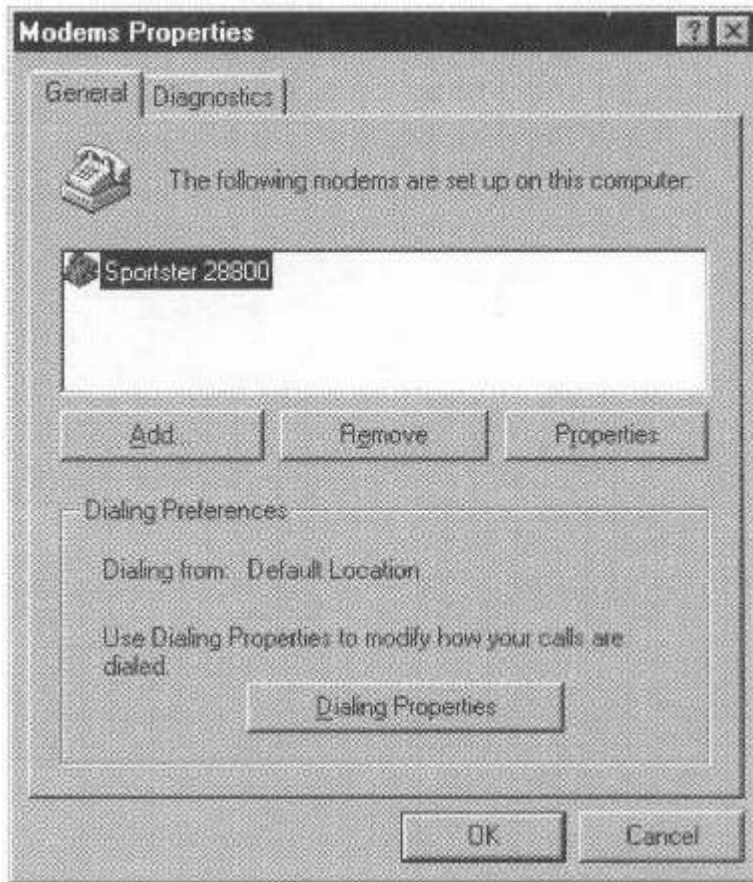 Modems Properties
General
Diagnostics
The following modems are set up on this computer:
Sportster 28800
Add...
Remove
Properties
Dialing Preferences
Dialing from: Default Location
Use Dialing Properties to modify how your calls are
dialed.
Dialing Properties
OK
Cancel